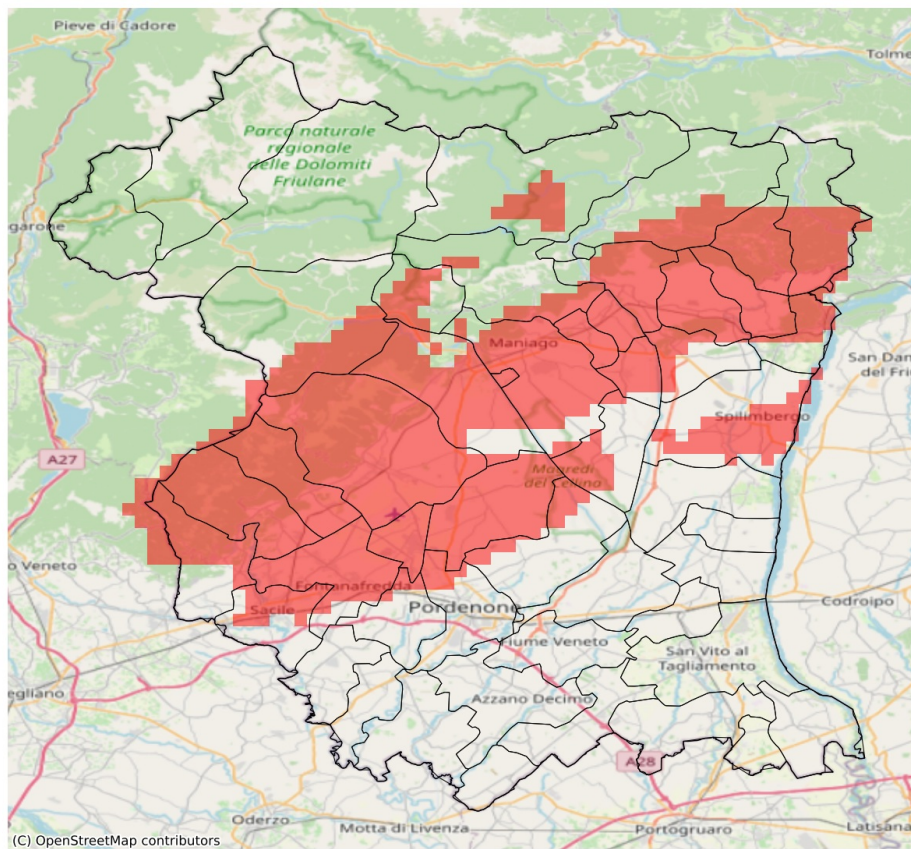 Pieve di Cadore
Tolme
Parco naturale
regionale
delle Dolomiti
Friulane
garone
Maniago
San Dan
del Friu
Spilimbergo
A27
Magredi
del Cellino
o Veneto
Fontanafredda
Sacile
Pordenone
Codroipo
Fiume Veneto
San Vito al
Tagliamento
egliano
Azzano Decimo
A28
Oderzo
Motta di Livenza
Portogruaro
Latisana
(C) OpenStreetMap contributors